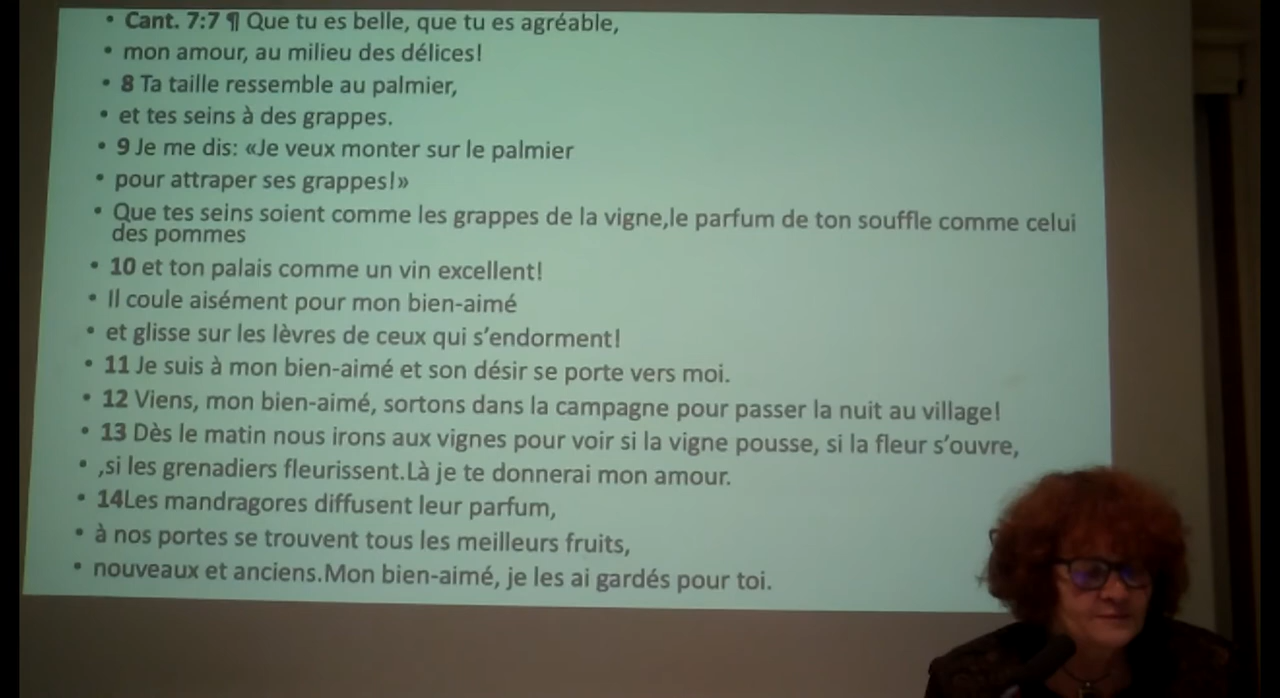 • Cant. 7:7 ¶ Que tu es belle, que tu es agréable,
• mon amour, au milieu des délices!
• 8 Ta taille ressemble au palmier,
• et tes seins à des grappes.
• 9 Je me dis: «Je veux monter sur le palmier
• pour attraper ses grappes!»
• Que tes seins soient comme les grappes de la vigne,le parfum de ton souffle comme celui
des pommes
• 10 et ton palais comme un vin excellent!
• Il coule aisément pour mon bien-aimé
• et glisse sur les lèvres de ceux qui s’endorment!
• 11 Je suis à mon bien-aimé et son désir se porte vers moi.
• 12 Viens, mon bien-aimé, sortons dans la campagne pour passer la nuit au village!
• 13 Dès le matin nous irons aux vignes pour voir si la vigne pousse, si la fleur s’ouvre,
• ,si les grenadiers fleurissent.Là je te donnerai mon amour.
• 14Les mandragores diffusent leur parfum,
• à nos portes se trouvent tous les meilleurs fruits,
• nouveaux et anciens.Mon bien-aimé, je les ai gardés pour toi.